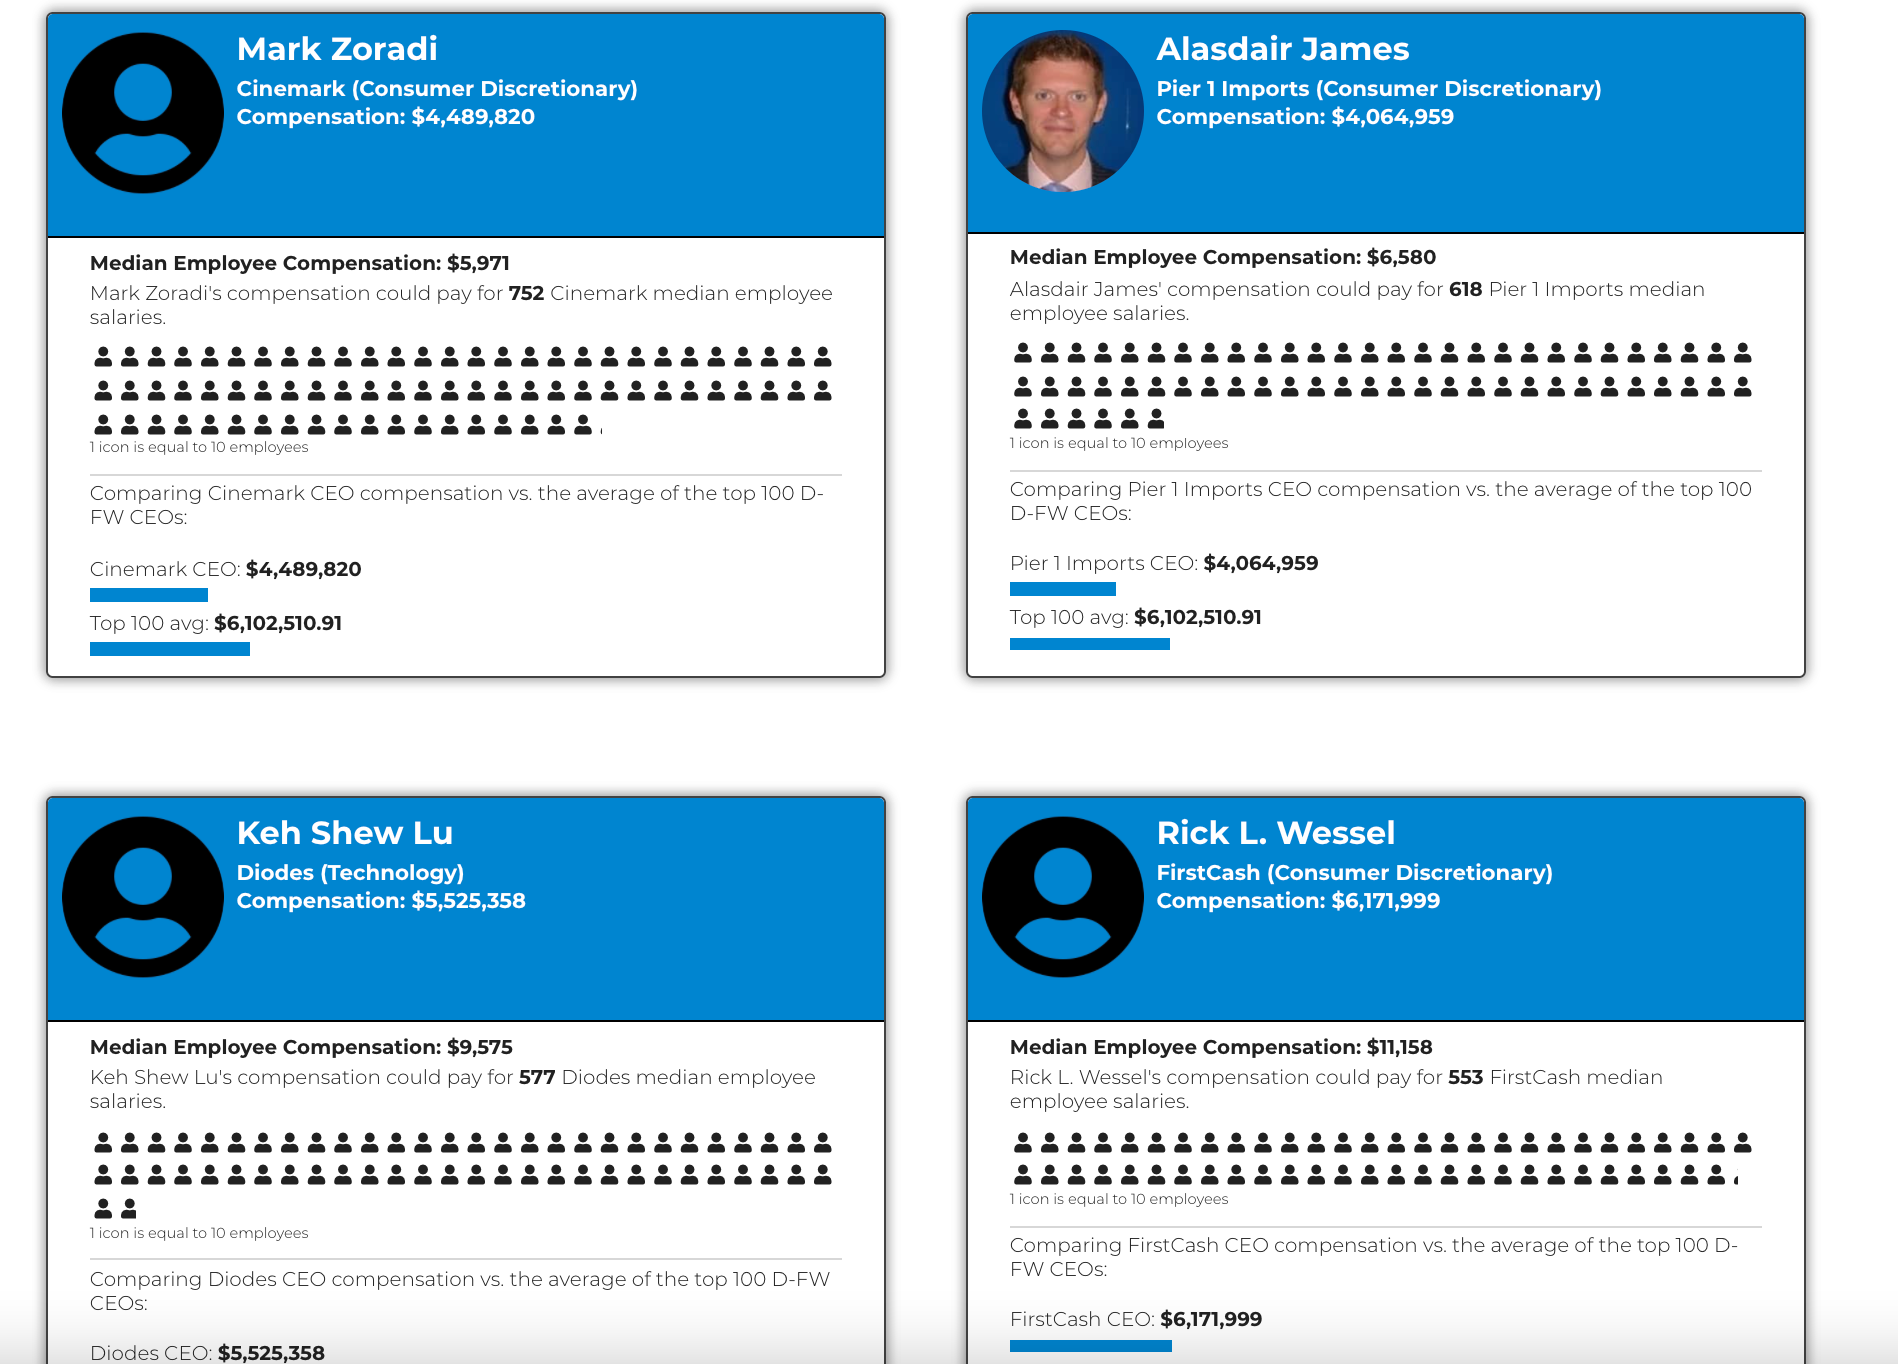 Mark Zoradi
Cinemark (Consumer Discretionary)
Compensation: $4,489,820
Median Employee Compensation: $5,971
Mark Zoradi's compensation could pay for 752 Cinemark median employee
salaries.
1 icon is equal to 10 employees
Comparing Cinemark CEO compensation vs. the average of the top 100 D-
FW CEOs:
Cinemark CEO: $4,489,820
Top 100 avg: $6,102,510.91
Alasdair James
Pier 1 Imports (Consumer Discretionary)
Compensation: $4,064,959
Median Employee Compensation: $6,580
Alasdair James' compensation could pay for 618 Pier 1 Imports median
employee salaries.
1 icon is equal to 10 employees
Comparing Pier 1 Imports CEO compensation vs. the average of the top 100
D-FW CEOs:
Pier 1 Imports CEO: $4,064,959
Top 100 avg: $6,102,510.91
Keh Shew Lu
Diodes (Technology)
Compensation: $5,525,358
Median Employee Compensation: $9,575
Keh Shew Lu's compensation could pay for 577 Diodes median employee
salaries.
1 icon is equal to 10 employees
Comparing Diodes CEO compensation vs. the average of the top 100 D-FW
CEOs:
Diodes CEO: $5,525,358
Rick L. Wessel
FirstCash (Consumer Discretionary)
Compensation: $6,171,999
Median Employee Compensation: $11,158
Rick L. Wessel's compensation could pay for 553 FirstCash median
employee salaries.
1 icon is equal to 10 employees
Comparing FirstCash CEO compensation vs. the average of the top 100 D-
FW CEOs:
FirstCash CEO: $6,171,999